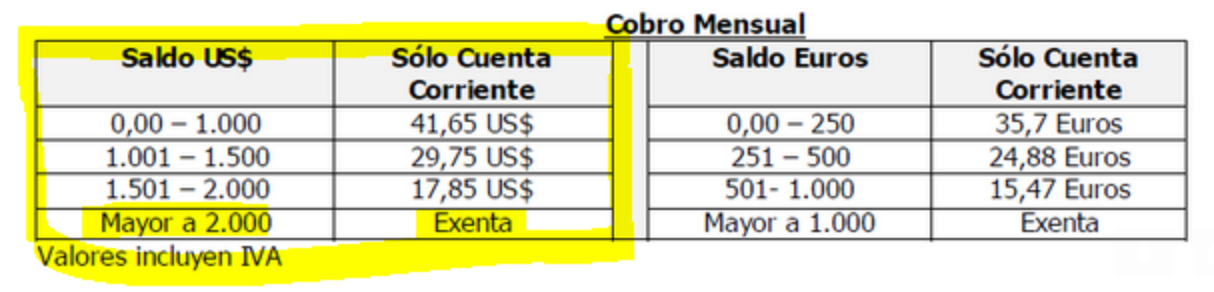 Cobro Mensual
Saldo US$ Sólo Cuenta Corriente Saldo Euros Sólo Cuenta Corriente
0,00 – 1.000 41,65 US$ 0,00 – 250 35,7 Euros
1.001 – 1.500 29,75 US$ 251 – 500 24,88 Euros
1.501 – 2.000 17,85 US$ 501- 1.000 15,47 Euros
Mayor a 2.000 Exenta Mayor a 1.000 Exenta
Valores incluyen IVA